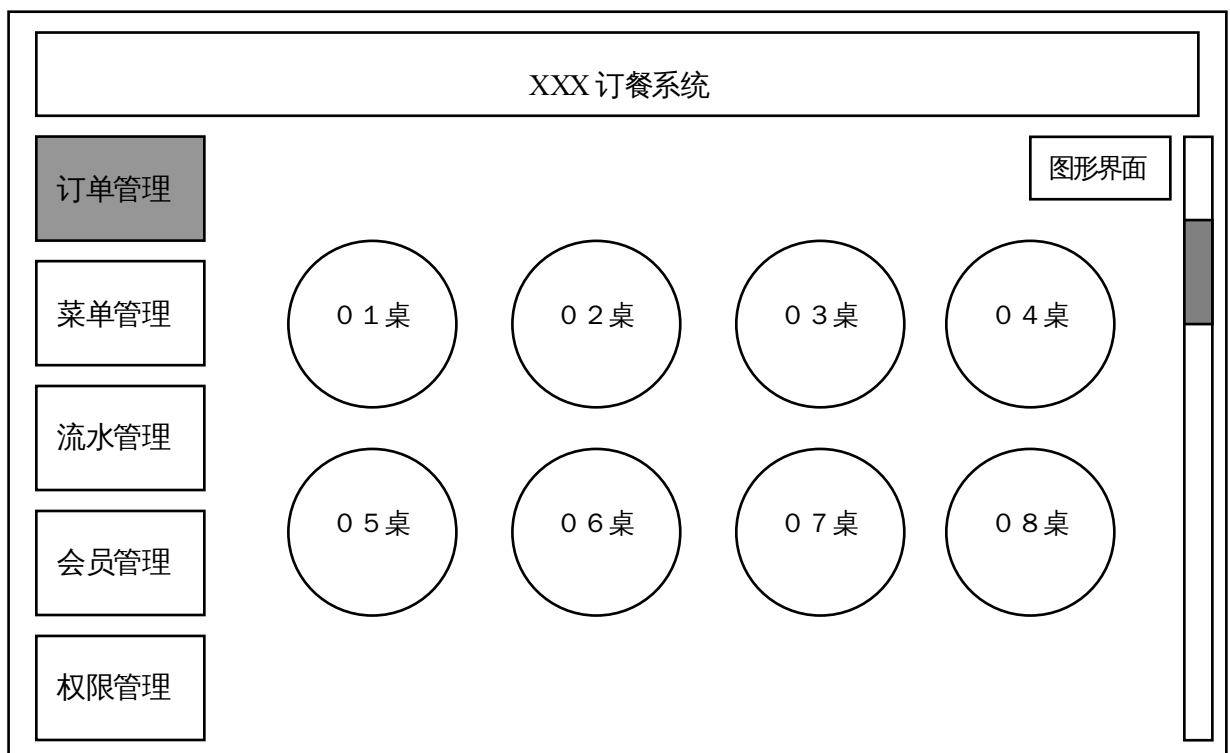 XXX 订餐系统
订单管理
图形界面
菜单管理
０１桌
０２桌
０３桌
０４桌
流水管理
０５桌
０６桌
０７桌
０８桌
会员管理
权限管理